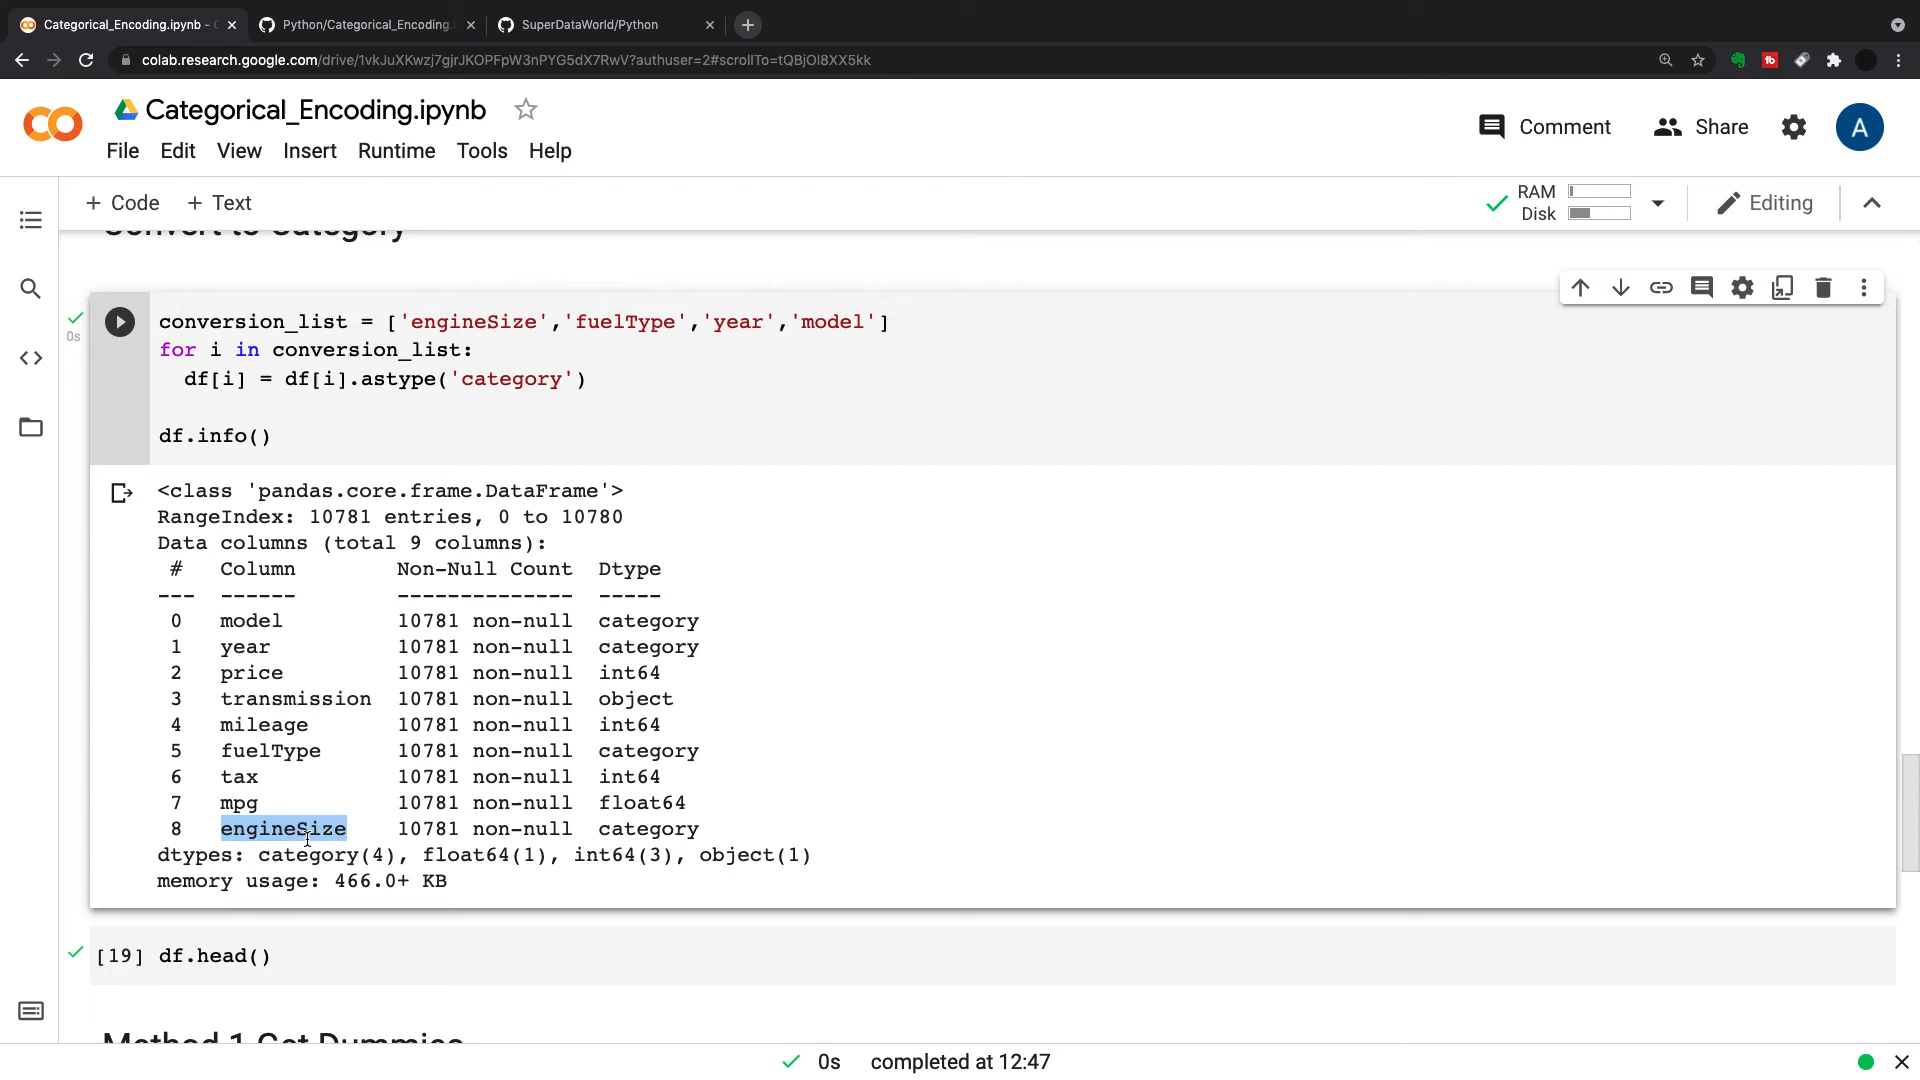 Categorical_Encoding.ipynb -
Python/Categorical_Encoding.
SuperDataWorld/Python
colab.research.google.com/drive/1vkJuXKwzj7gjrJKOPFpW3nPYG5dX7RwV?authuser=2#scrollTo=tQBjOl8XX5kk
Categorical_Encoding.ipynb
Comment
Share
A
File Edit View Insert Runtime Tools Help
+ Code + Text
RAM
Disk
Editing
Convert to Category
0s
conversion_list = ['engineSize','fuelType','year','model']
for i in conversion_list:
df[i] = df[i].astype('category')
df.info()
<class 'pandas.core.frame.DataFrame'>
RangeIndex: 10781 entries, 0 to 10780
Data columns (total 9 columns):
# Column Non-Null Count Dtype
--- ------ -------------- -----
0 model 10781 non-null category
1 year 10781 non-null category
2 price 10781 non-null int64
3 transmission 10781 non-null object
4 mileage 10781 non-null int64
5 fuelType 10781 non-null category
6 tax 10781 non-null int64
7 mpg 10781 non-null float64
8 engineSize 10781 non-null category
dtypes: category(4), float64(1), int64(3), object(1)
memory usage: 466.0+ KB
[19] df.head()
Method 1 Get Dummies
0s completed at 12:47